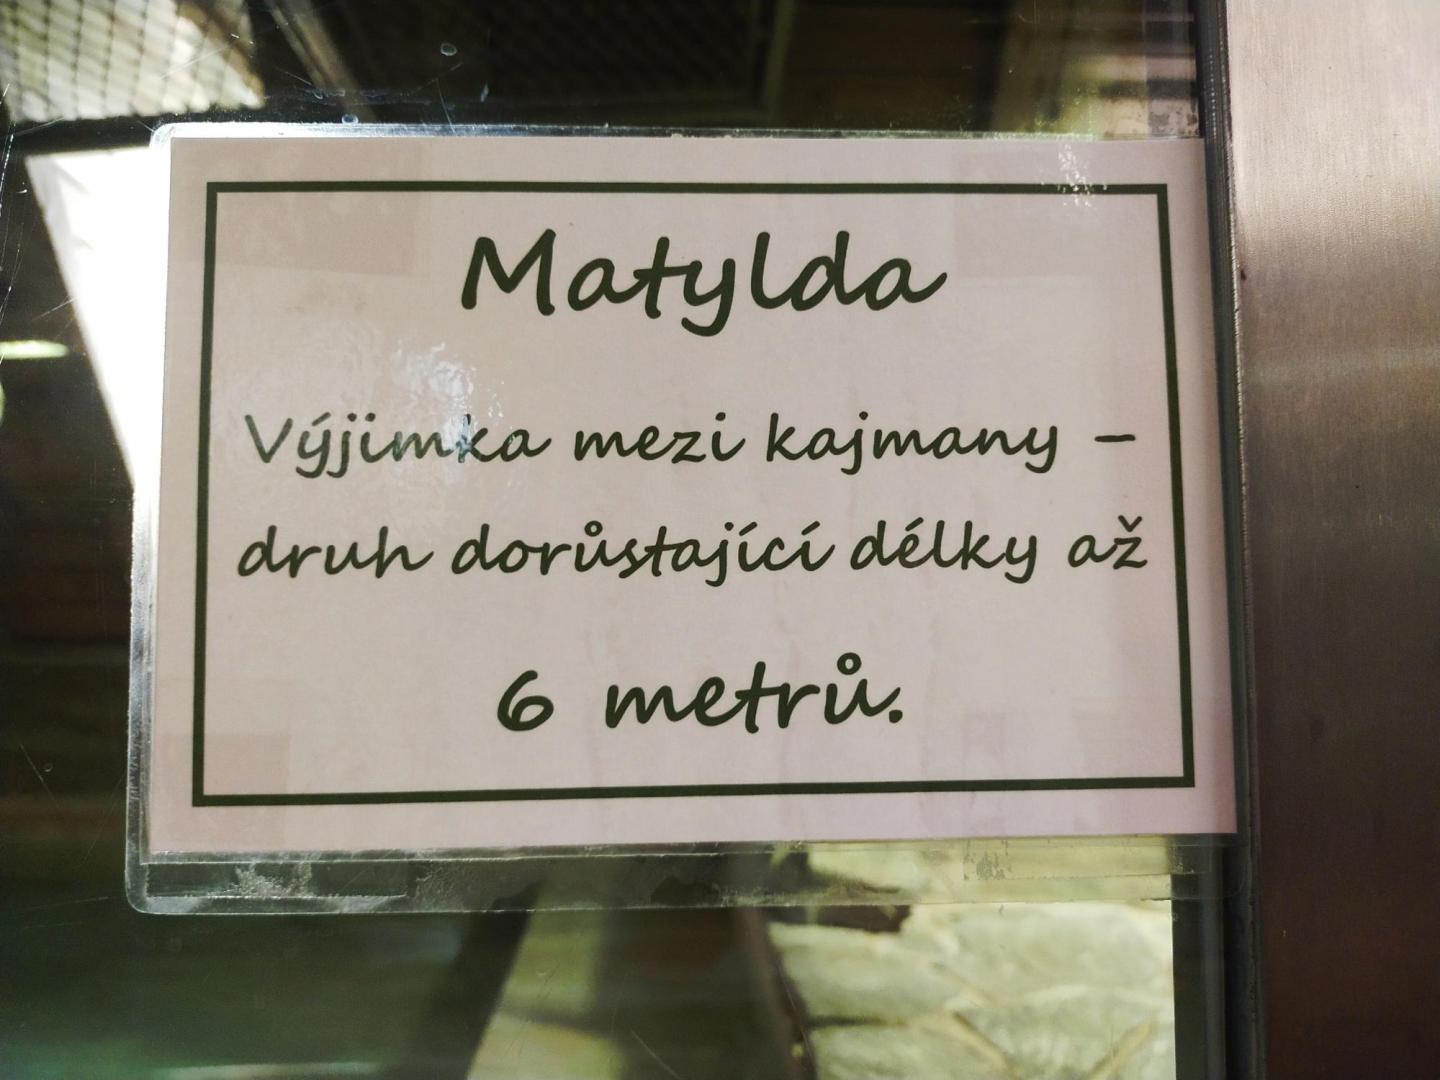 Matylda
Výjimka mezi kajmany –
druh dorůstající délky až
6 metrů.